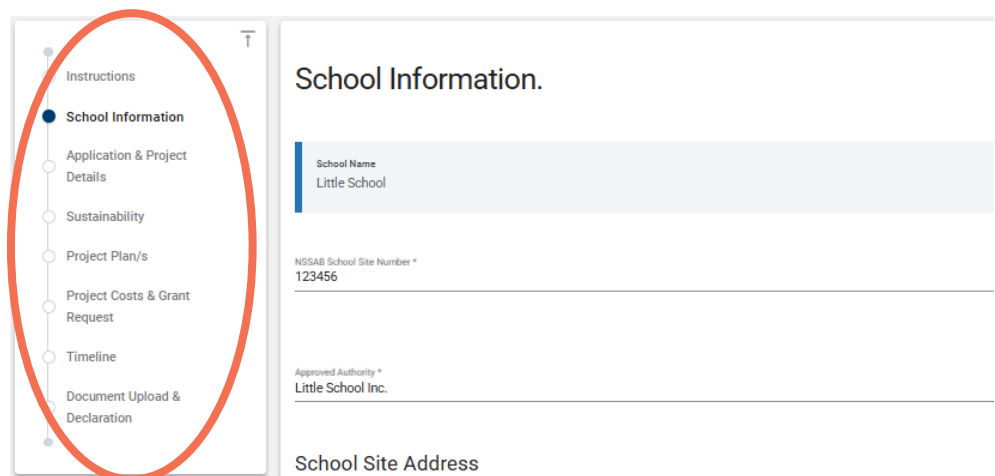 Instructions
School Information
Application & Project
Details
Sustainability
Project Plan/s
Project Costs & Grant
Request
Timeline
Document Upload &
Declaration
School Information.
School Name
Little School
NSSAB School Site Number *
123456
Approved Authority *
Little School Inc.
School Site Address